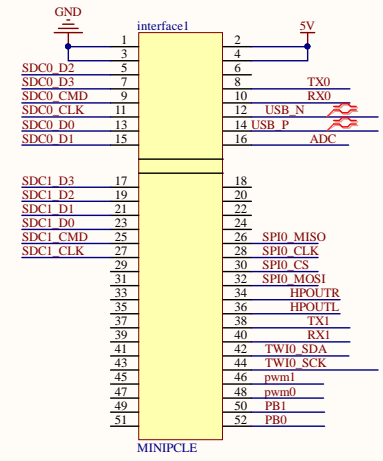 GND
interface1
5V
1 2
3 4
SDC0_D2 5 6
SDC0_D3 7 8 TX0
SDC0_CMD 9 10 RX0
SDC0_CLK 11 12 USB_N
SDC0_D0 13 14 USB_P
SDC0_D1 15 16 ADC
SDC1_D3 17 18
SDC1_D2 19 20
SDC1_D1 21 22
SDC1_D0 23 24
SDC1_CMD 25 26 SPI0_MISO
SDC1_CLK 27 28 SPI0_CLK
29 30 SPI0_CS
31 32 SPI0_MOSI
33 34 HPOUTR
35 36 HPOUTL
37 38 TX1
39 40 RX1
41 42 TWI0_SDA
43 44 TWI0_SCK
45 46 pwm1
47 48 pwm0
49 50 PB1
51 52 PB0
MINIPCLE